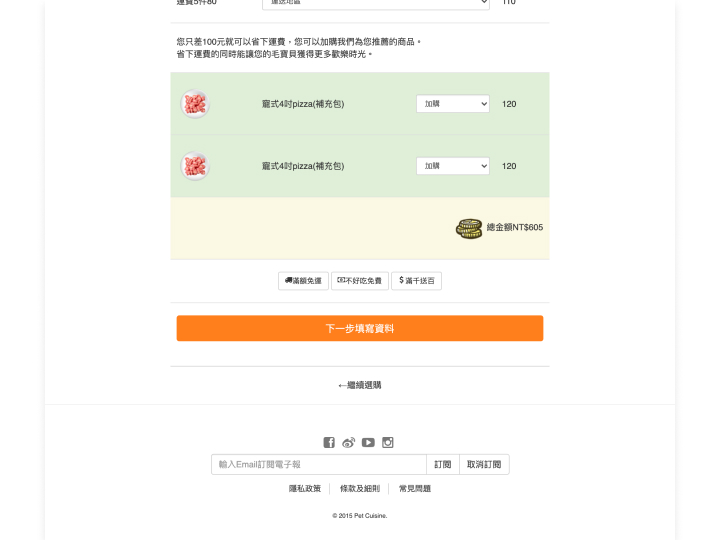 運費5件80 運送地區 110
您只差100元就可以省下運費，您可以加購我們為您推薦的商品。
省下運費的同時能讓您的毛寶貝獲得更多歡樂時光。
寵式4吋pizza(補充包) 加購 120
寵式4吋pizza(補充包) 加購 120
總金額NT$605
滿額免運 不好吃免費 $ 滿千送百
下一步填寫資料
←繼續選購
輸入Email訂閱電子報 訂閱 取消訂閱
隱私政策 條款及細則 常見問題
© 2015 Pet Cuisine.